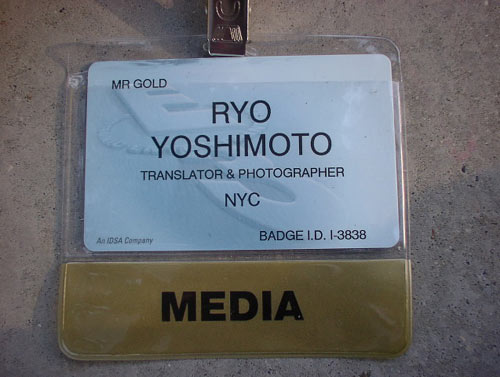 MR GOLD
RYO
YOSHIMOTO
TRANSLATOR & PHOTOGRAPHER
NYC
An IDSA Company
BADGE I.D. I-3838
MEDIA